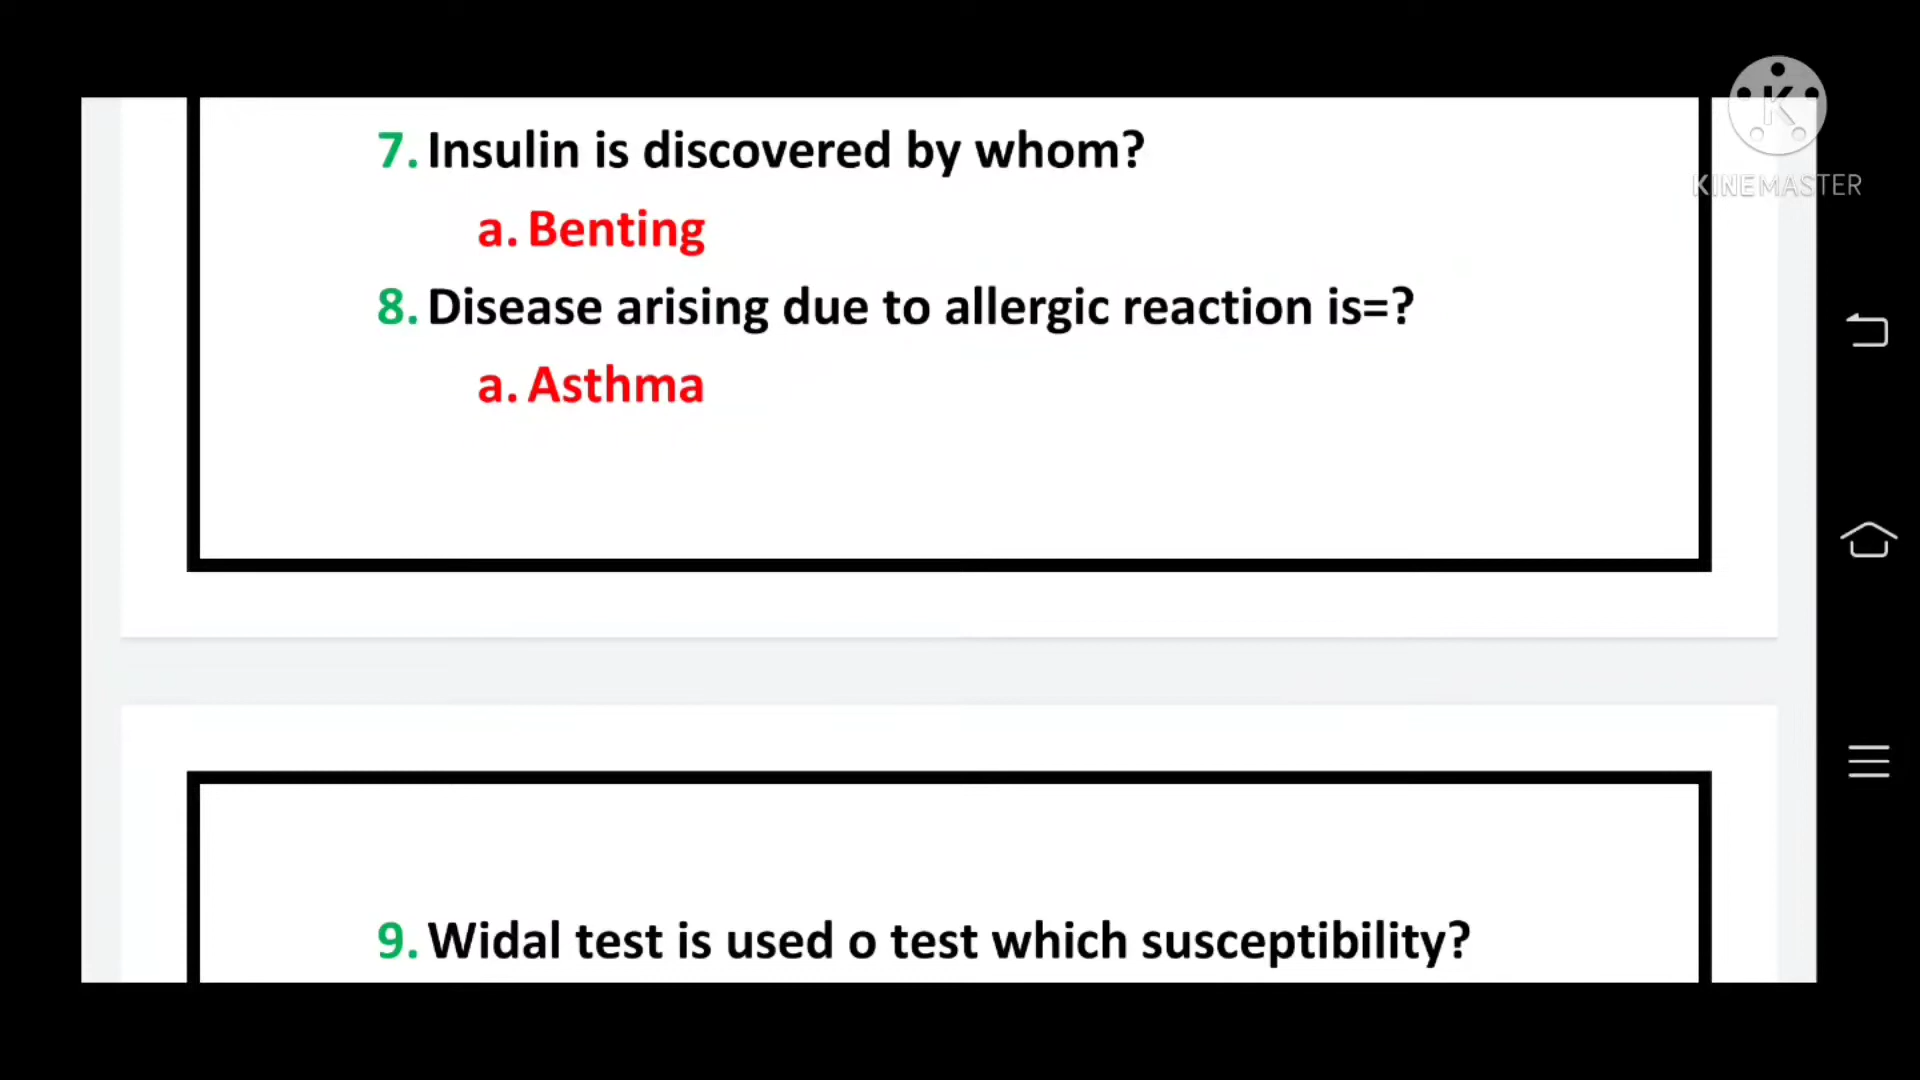 7. Insulin is discovered by whom?
K
KINEMASTER
a. Benting
8. Disease arising due to allergic reaction is=?
a. Asthma
9. Widal test is used o test which susceptibility?